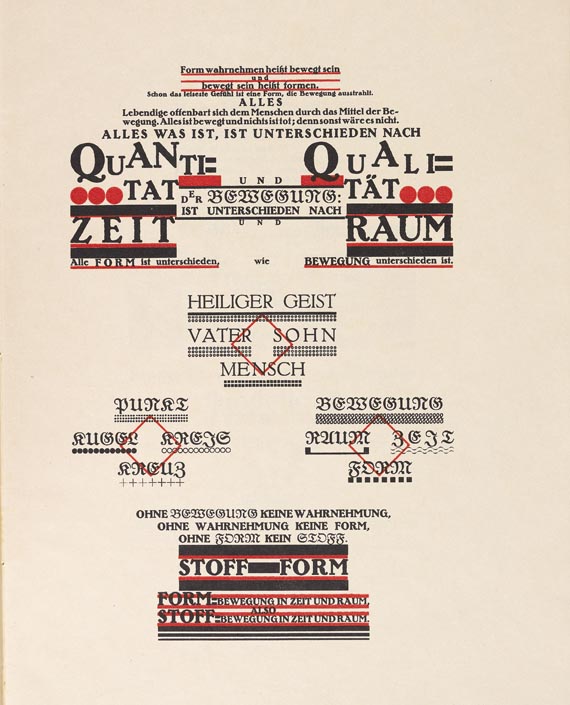 Form wahrnehmen heißt bewegt sein
und
bewegt sein heißt formen.
Schon das leiseste Gefühl ist eine Form, die Bewegung ausstrahlt.
ALLES
Lebendige offenbart sich dem Menschen durch das Mittel der Be-
wegung. Alles ist bewegt und nichts ist tot; denn sonst wäre es nicht.
ALLES WAS IST, IST UNTERSCHIEDEN NACH
QUANTI=
TAT
UND
QUALI=
TÄT
DER BEWEGUNG:
IST UNTERSCHIEDEN NACH
ZEIT UND RAUM
Alle FORM ist unterschieden, wie BEWEGUNG unterschieden ist.
HEILIGER GEIST
VATER SOHN
MENSCH
PUNKT
KUGEL KREIS
KREUZ
BEWEGUNG
RAUM ZEIT
FORM
OHNE BEWEGUNG KEINE WAHRNEHMUNG,
OHNE WAHRNEHMUNG KEINE FORM,
OHNE FORM KEIN STOFF.
STOFF FORM
FORM=BEWEGUNG IN ZEIT UND RAUM,
ALSO
STOFF=BEWEGUNG IN ZEIT UND RAUM.